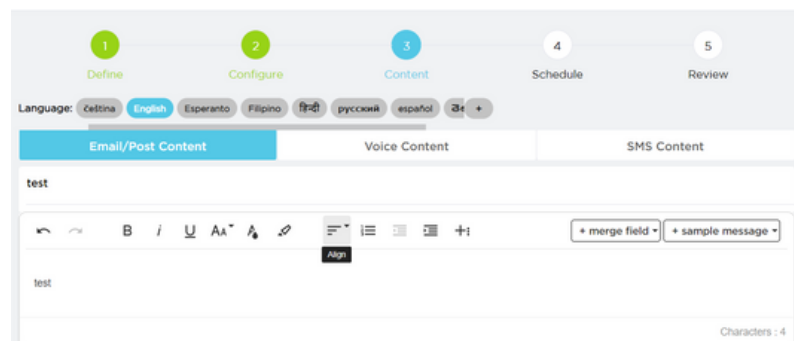 1 2 3 4 5
Define Configure Content Schedule Review
Language: čeština English Esperanto Filipino हिन्दी русский español +
Email/Post Content Voice Content SMS Content
test
B i U AA A + merge field + sample message
Align
test
Characters : 4